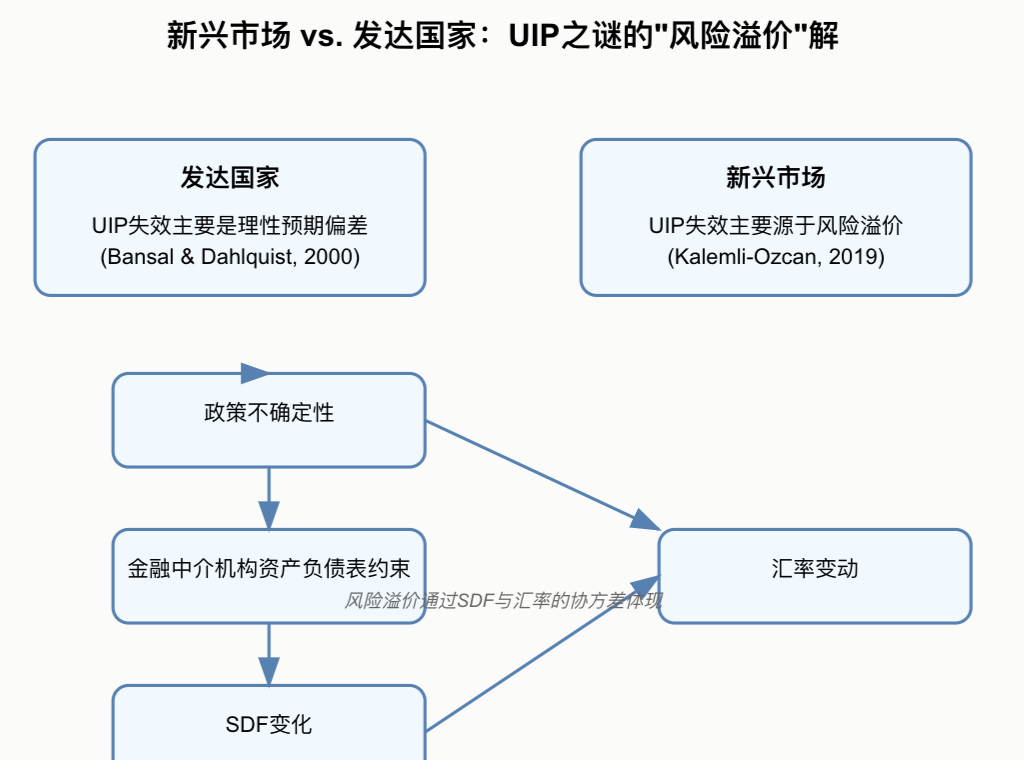 新兴市场 vs. 发达国家：UIP之谜的"风险溢价"解
发达国家
UIP失效主要是理性预期偏差
(Bansal & Dahlquist, 2000)
新兴市场
UIP失效主要源于风险溢价
(Kalemli-Ozcan, 2019)
政策不确定性
金融中介机构资产负债表约束
汇率变动
风险溢价通过SDF与汇率的协方差体现
SDF变化